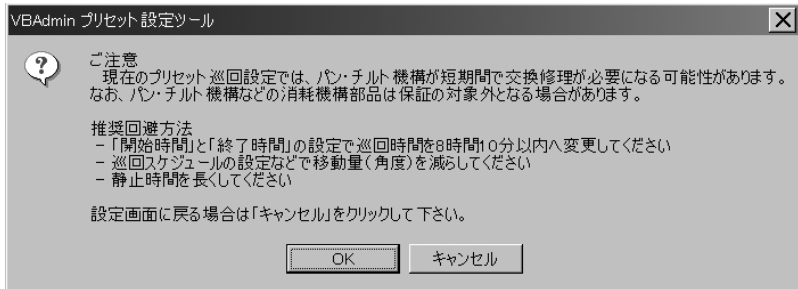 VBAdmin プリセット設定ツール
ご注意
現在のプリセット巡回設定では、パン・チルト機構が短期間で交換修理が必要になる可能性があります。
なお、パン・チルト機構などの消耗機構部品は保証の対象外となる場合があります。
推奨回避方法
－「開始時間」と「終了時間」の設定で巡回時間を8時間10分以内へ変更してください
－巡回スケジュールの設定などで移動量（角度）を減らしてください
－静止時間を長くしてください
設定画面に戻る場合は「キャンセル」をクリックして下さい。
OK キャンセル